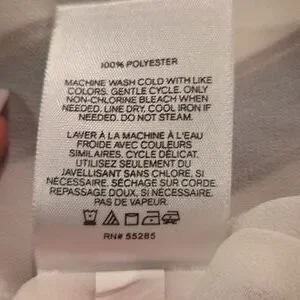 100% POLYESTER
MACHINE WASH COLD WITH LIKE
COLORS. GENTLE CYCLE. ONLY
NON-CHLORINE BLEACH WHEN
NEEDED. LINE DRY. COOL IRON IF
NEEDED. DO NOT STEAM.
LAVER À LA MACHINE À L'EAU
FROIDE AVEC COULEURS
SIMILAIRES. CYCLE DÉLICAT.
UTILISEZ SEULEMENT DU
JAVELLISANT SANS CHLORE, SI
NÉCESSAIRE. SÉCHAGE SUR CORDE.
REPASSAGE DOUX, SI NÉCESSAIRE.
PAS DE VAPEUR.
RN# 55285